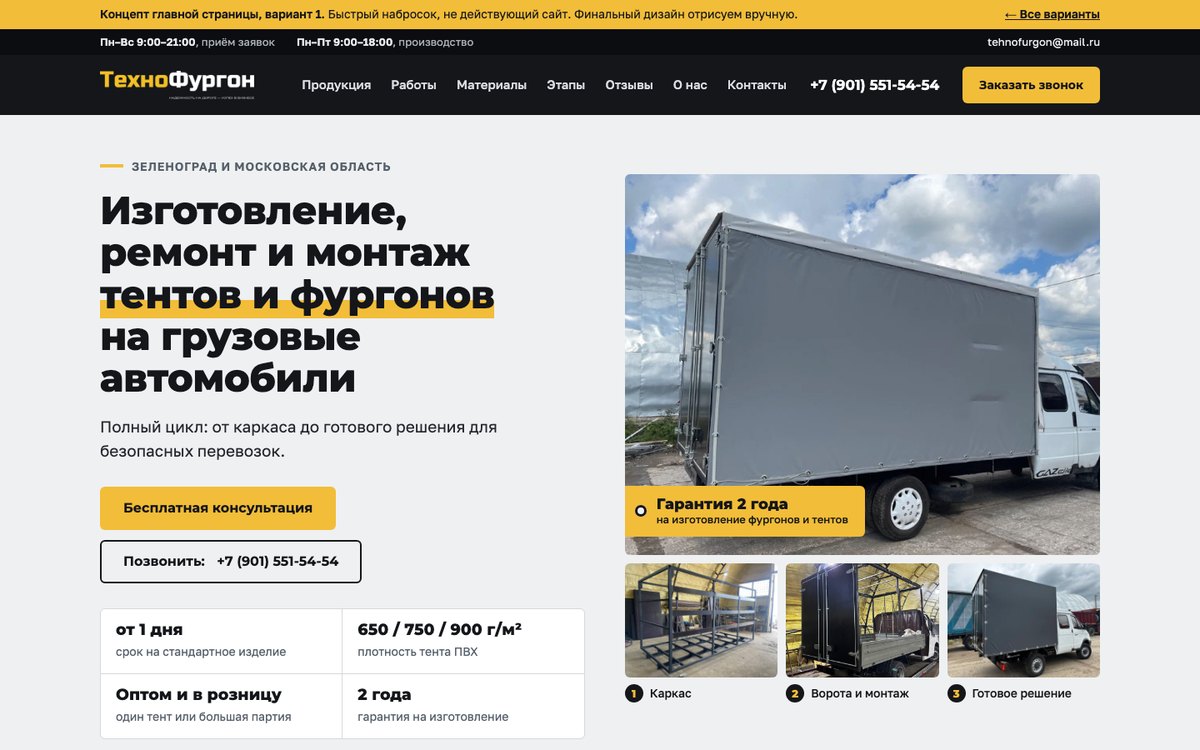 Концепт главной страницы, вариант 1. Быстрый набросок, не действующий сайт. Финальный дизайн отрисуем вручную.
← Все варианты
Пн–Вс 9:00–21:00, приём заявок
Пн–Пт 9:00–18:00, производство
tehnofurgon@mail.ru
ТехноФургон
Продукция
Работы
Материалы
Этапы
Отзывы
О нас
Контакты
+7 (901) 551-54-54
Заказать звонок
ЗЕЛЕНОГРАД И МОСКОВСКАЯ ОБЛАСТЬ
Изготовление,
ремонт и монтаж
тентов и фургонов
на грузовые
автомобили
Полный цикл: от каркаса до готового решения для
безопасных перевозок.
Бесплатная консультация
Позвонить: +7 (901) 551-54-54
от 1 дня
срок на стандартное изделие
650 / 750 / 900 г/м²
плотность тента ПВХ
Оптом и в розницу
один тент или большая партия
2 года
гарантия на изготовление
Гарантия 2 года
на изготовление фургонов и тентов
1 Каркас
2 Ворота и монтаж
3 Готовое решение